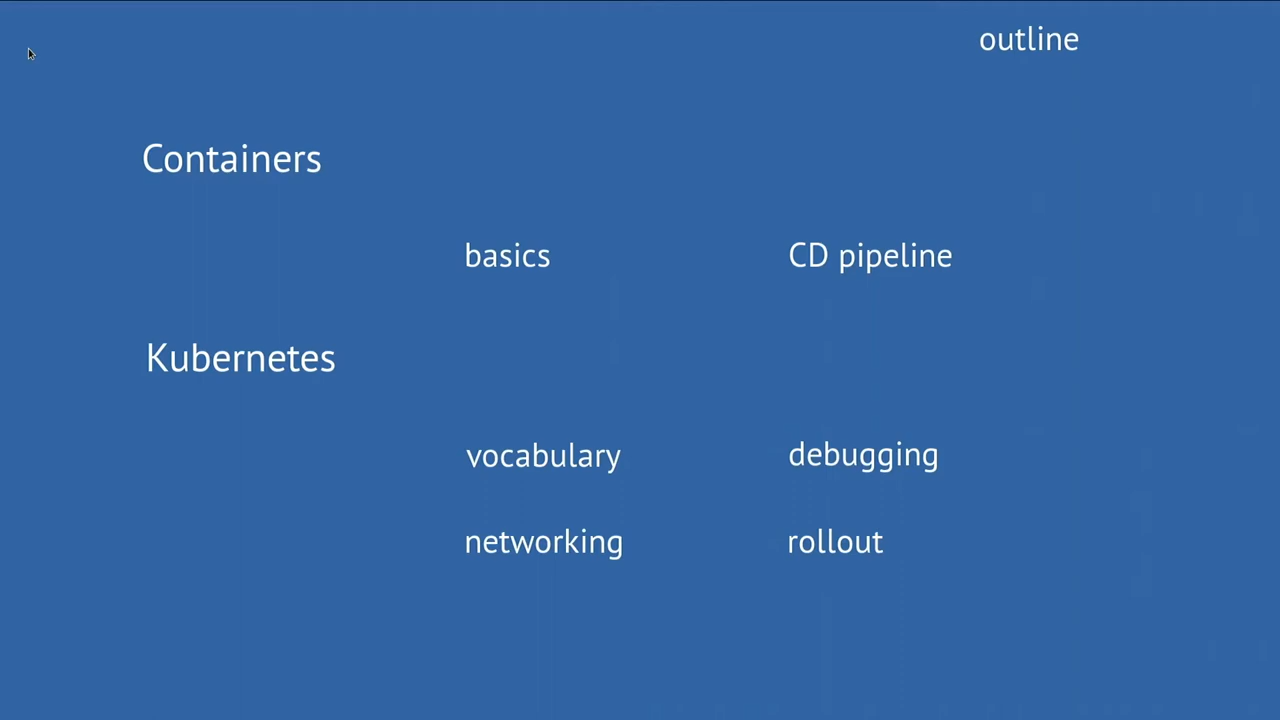 outline
Containers
basics CD pipeline
Kubernetes
vocabulary debugging
networking rollout